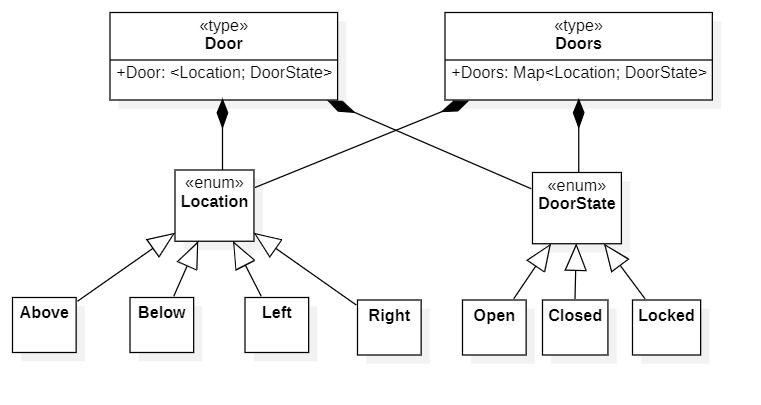 «type»
Door
+Door: <Location; DoorState>
«type»
Doors
+Doors: Map<Location; DoorState>
«enum»
Location
«enum»
DoorState
Above
Below
Left
Right
Open
Closed
Locked